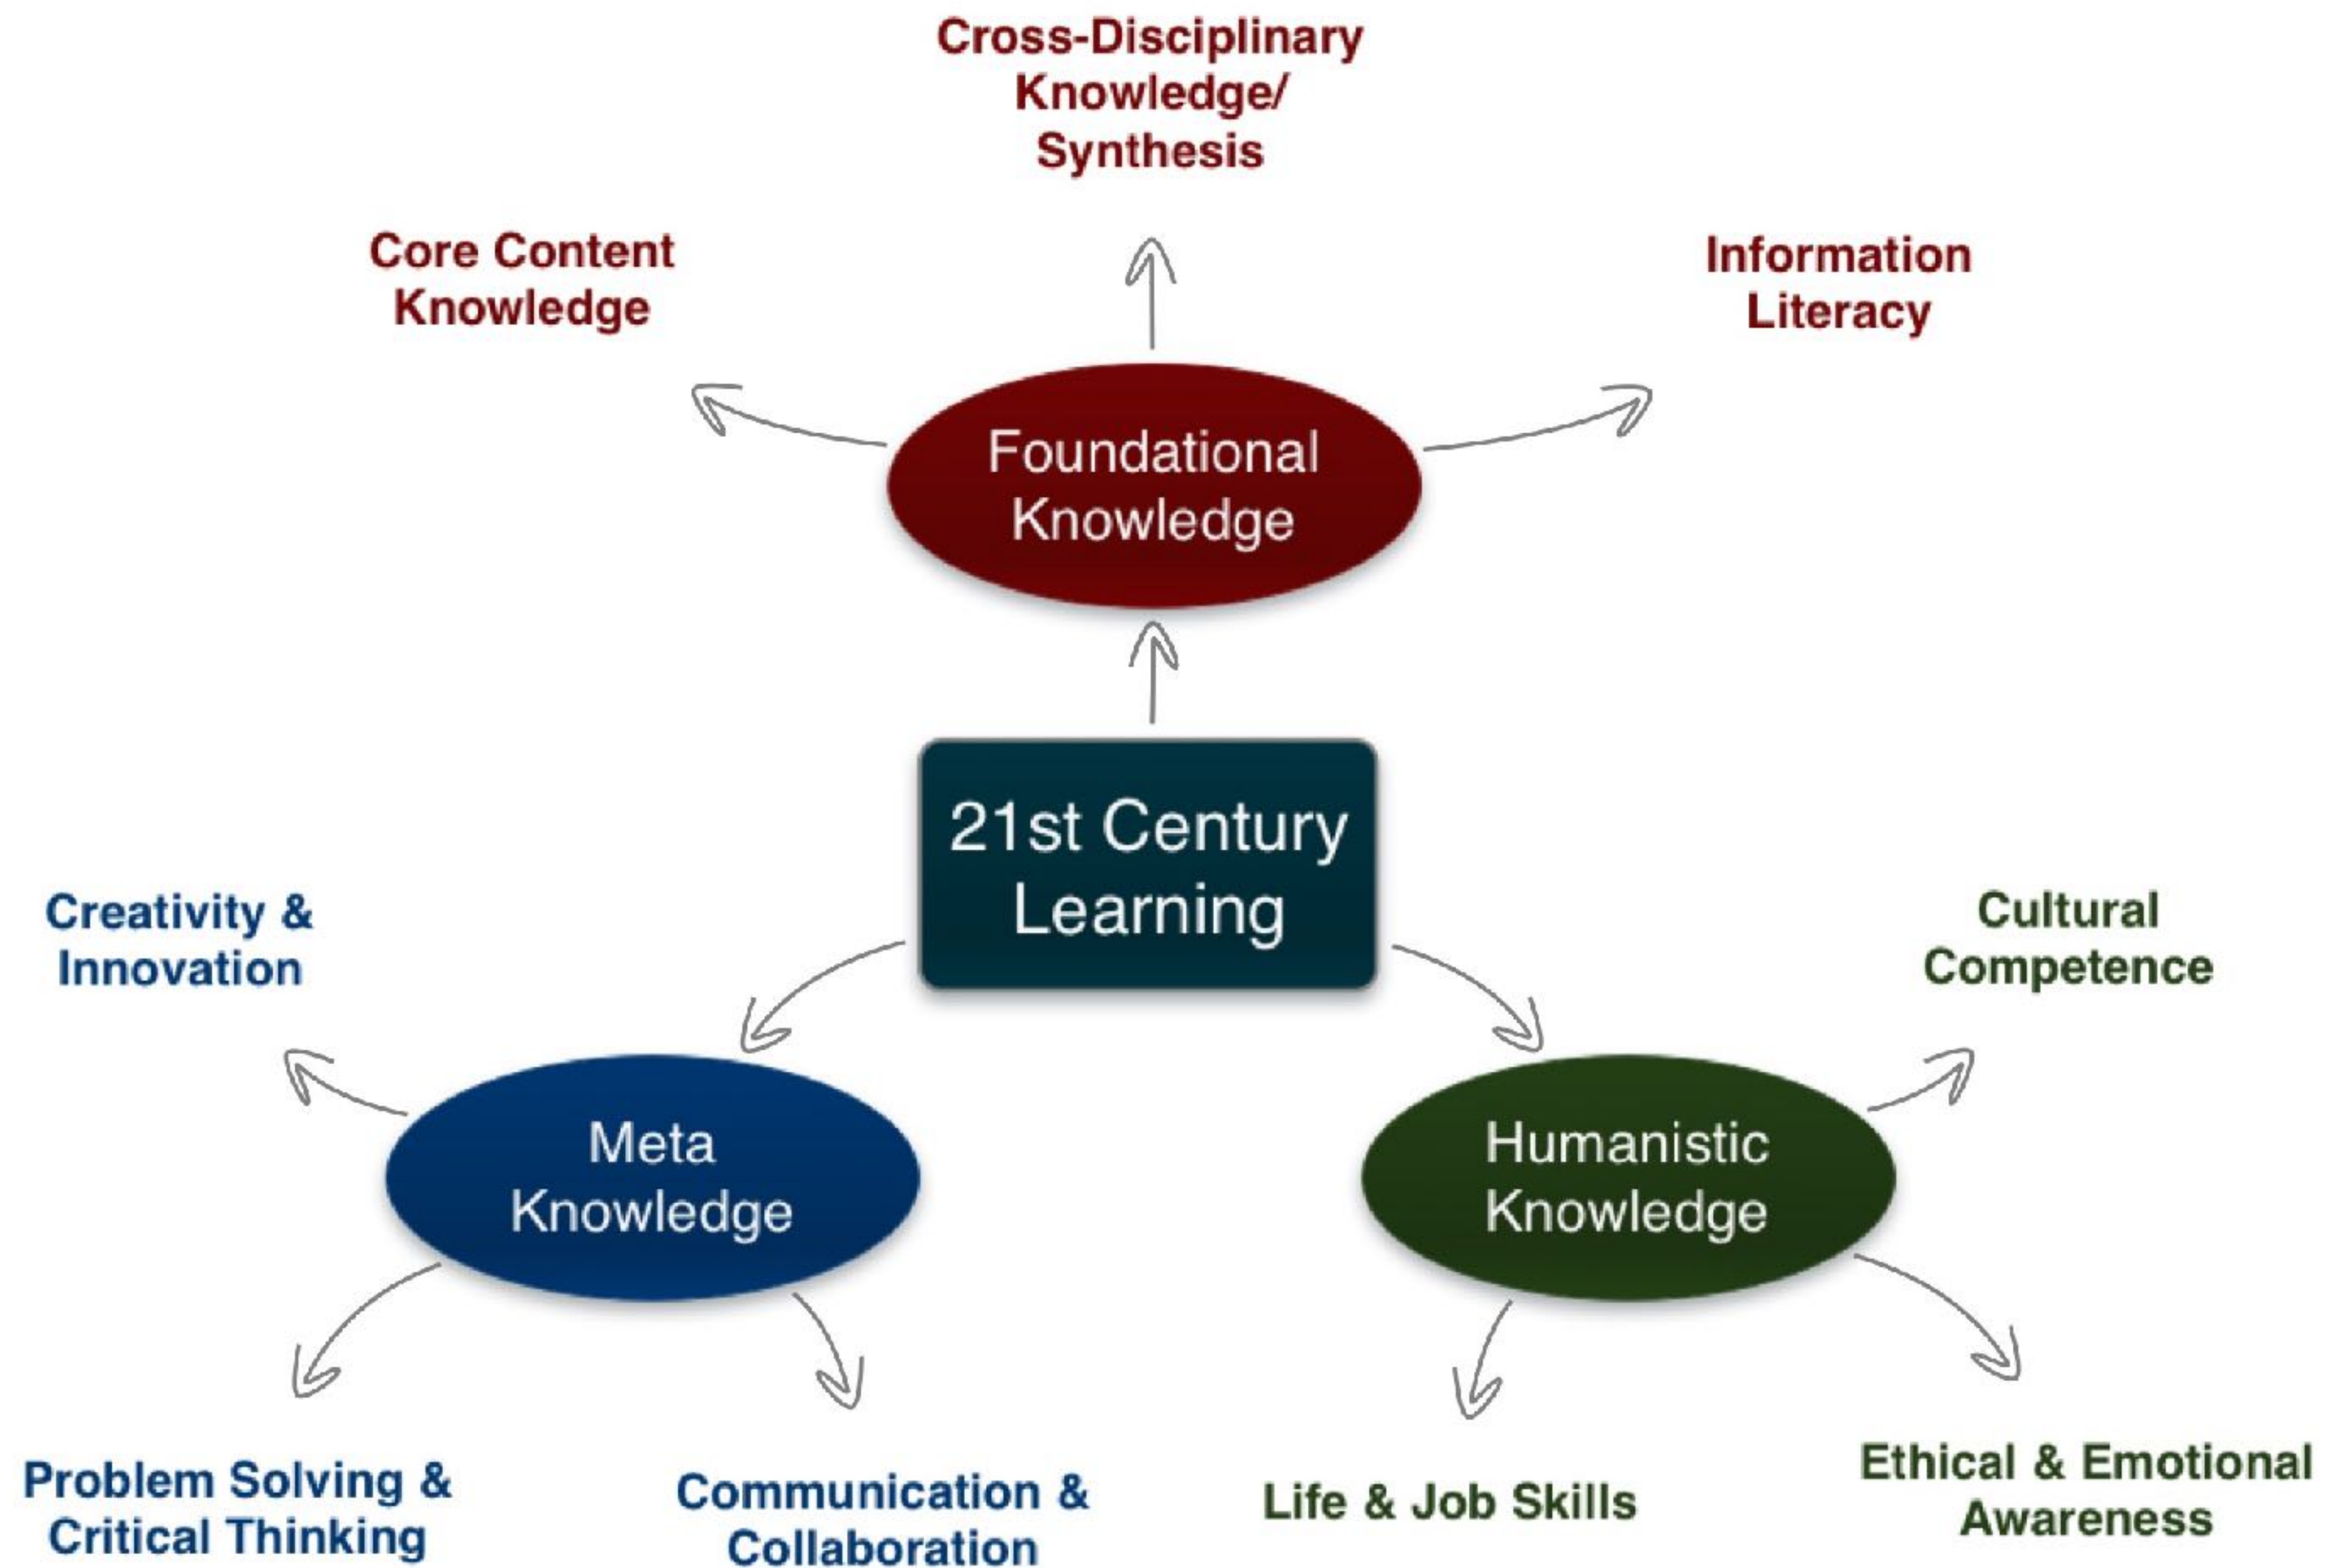 Cross-Disciplinary
Knowledge/
Synthesis
Core Content
Knowledge
Information
Literacy
Foundational
Knowledge
21st Century
Learning
Creativity &
Innovation
Cultural
Competence
Meta
Knowledge
Humanistic
Knowledge
Problem Solving &
Critical Thinking
Communication &
Collaboration
Life & Job Skills
Ethical & Emotional
Awareness